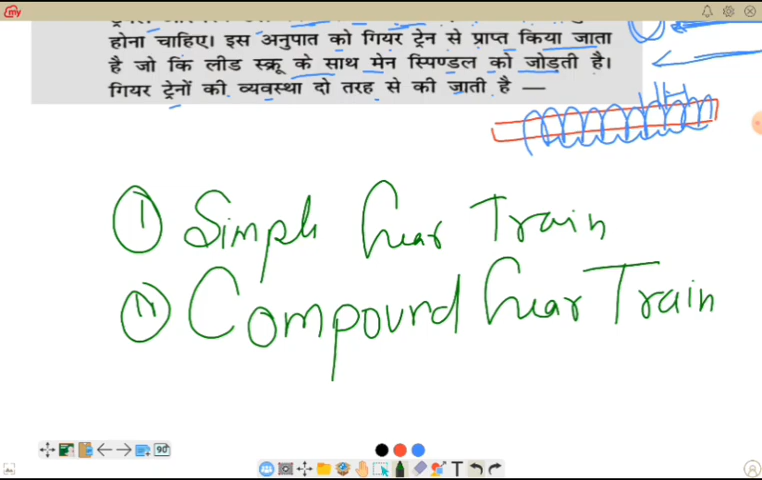 होना चाहिए। इस अनुपात को गियर ट्रेन से प्राप्त किया जाता
है जो कि लीड स्क्रू के साथ मेन स्पिण्डल को जोड़ती है।
गियर ट्रेनों की व्यवस्था दो तरह से की जाती है —
① Simple Gear Train
② Compound Gear Train